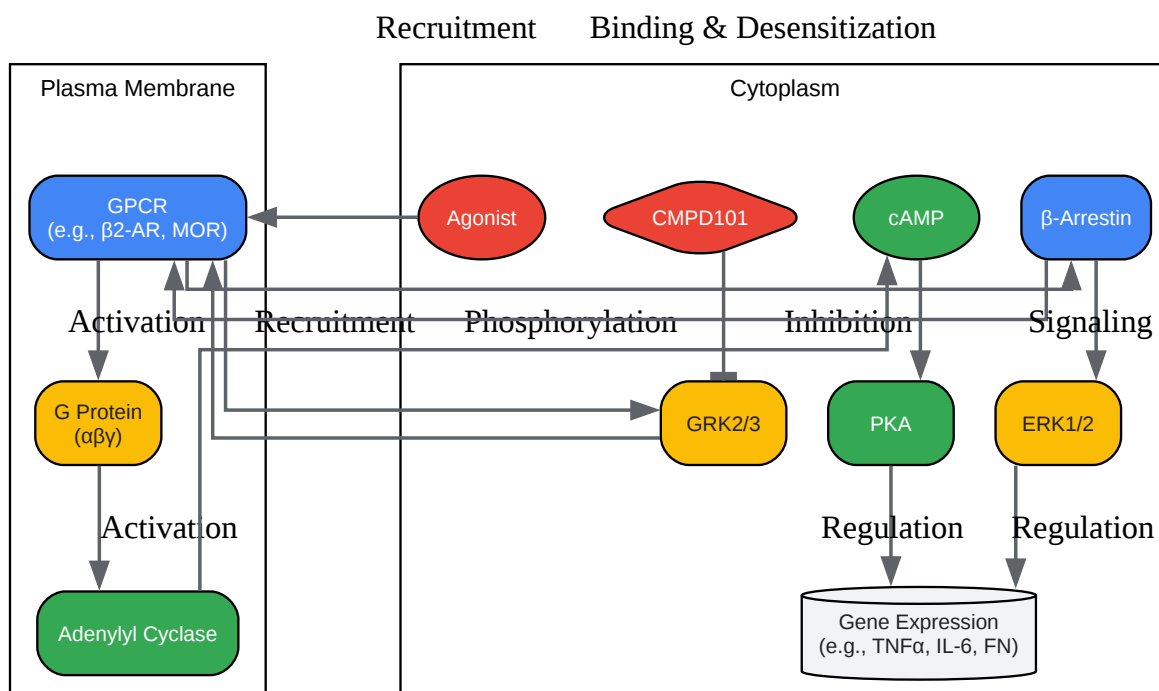 Recruitment
Binding & Desensitization
Plasma Membrane
Cytoplasm
GPCR
(e.g., β2-AR, MOR)
Agonist
CMPD101
cAMP
β-Arrestin
Activation
Recruitment
Phosphorylation
Inhibition
Signaling
G Protein
(αβγ)
GRK2/3
PKA
ERK1/2
Activation
Regulation
Regulation
Adenylyl Cyclase
Gene Expression
(e.g., TNFα, IL-6, FN)